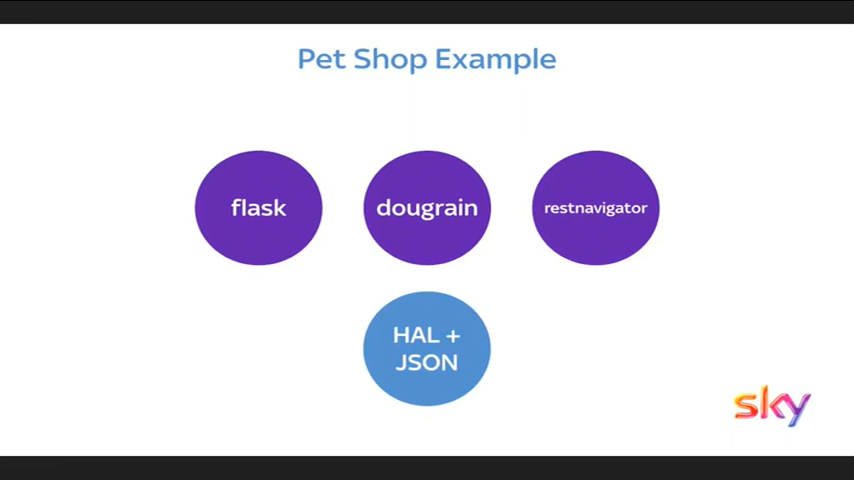 Pet Shop Example
flask
dougrain
restnavigator
HAL +
JSON
sky